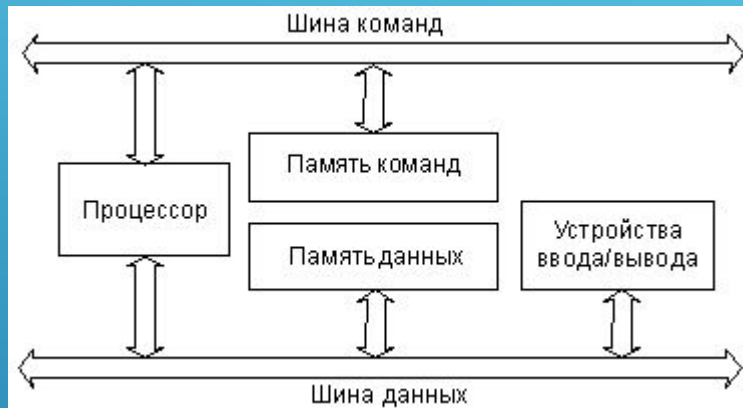 Шина команд
Память команд
Процессор
Память данных
Устройства
ввода/вывода
Шина данных